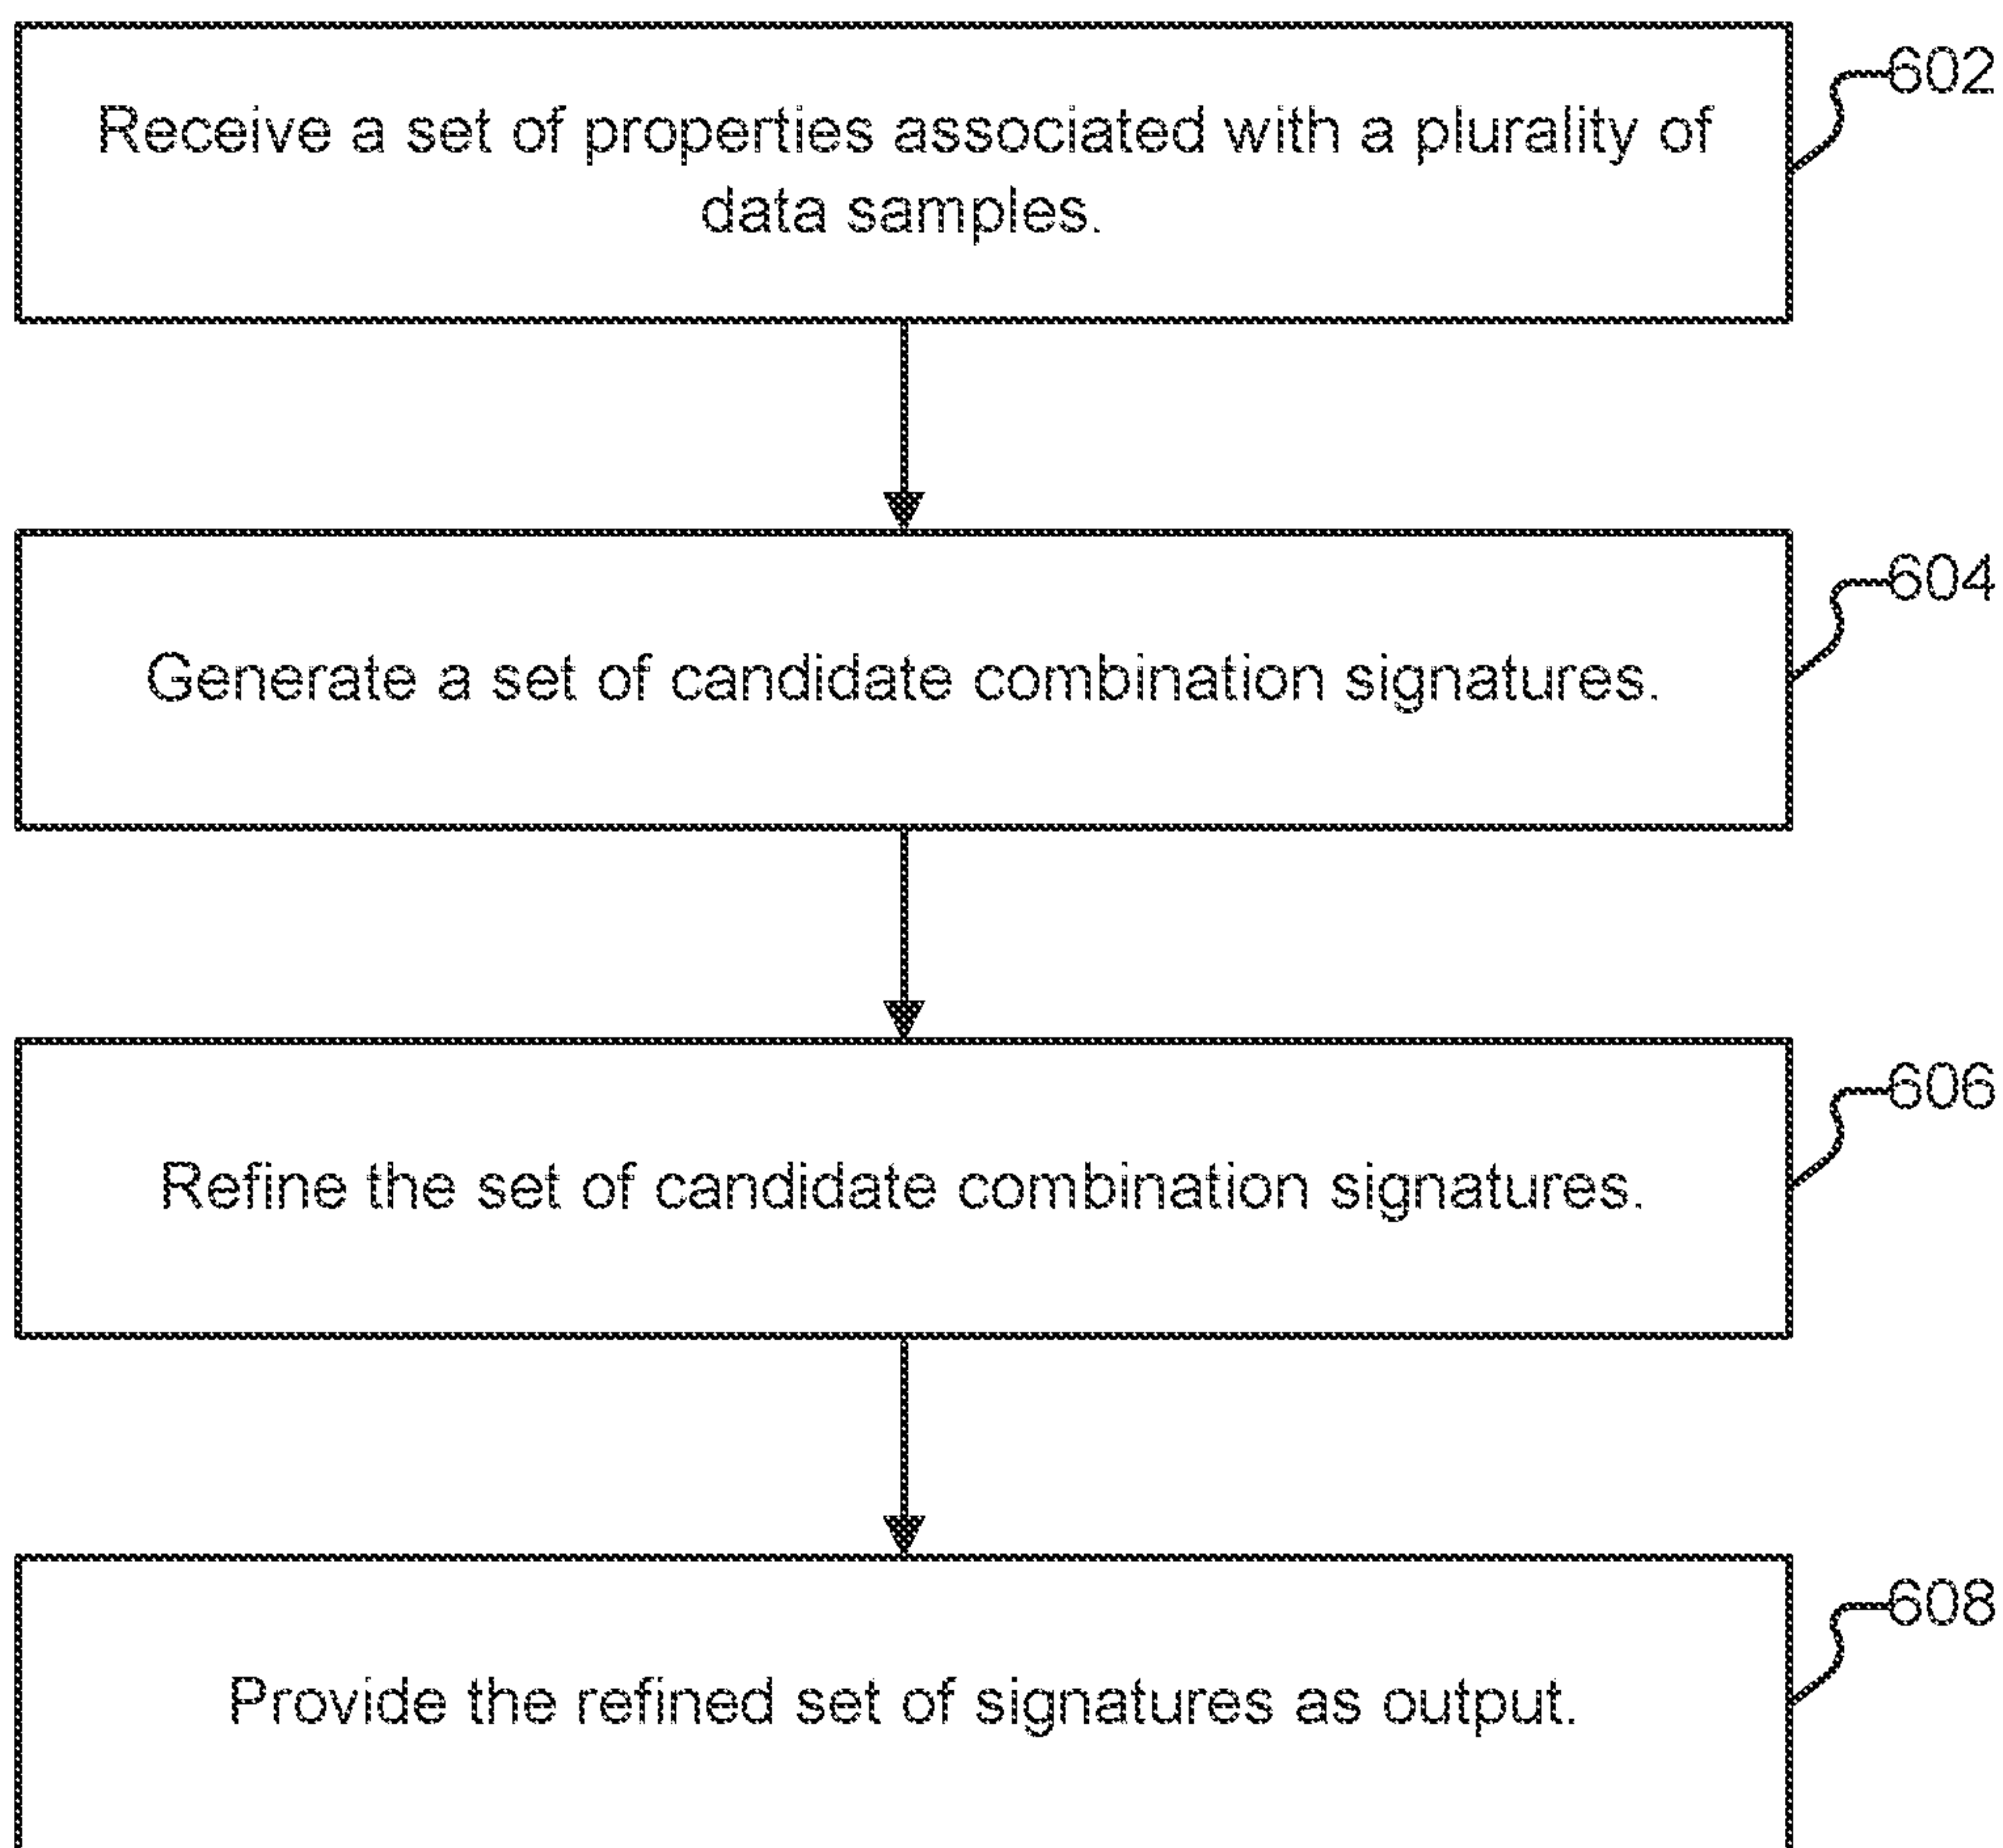 Receive a set of properties associated with a plurality of
data samples.
602
Generate a set of candidate combination signatures.
604
Refine the set of candidate combination signatures.
606
Provide the refined set of signatures as output.
608